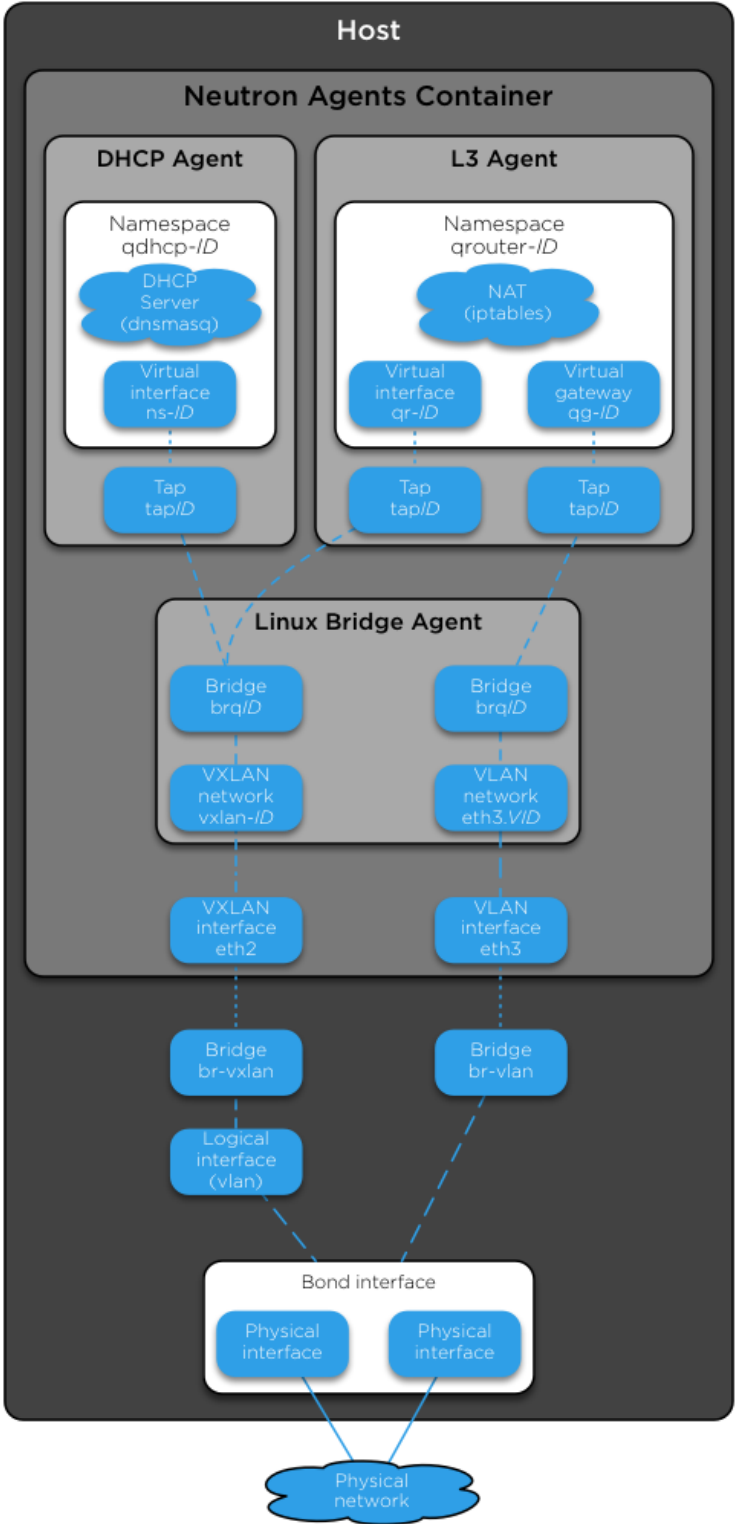 Host
Neutron Agents Container
DHCP Agent
L3 Agent
Namespace
qdhcp-ID
DHCP
Server
(dnsmasq)
Virtual
interface
ns-ID
Tap
tapID
Namespace
qrouter-ID
NAT
(iptables)
Virtual
interface
qr-ID
Virtual
gateway
qg-ID
Tap
tapID
Tap
tapID
Linux Bridge Agent
Bridge
brqID
Bridge
brqID
VXLAN
network
vxlan-ID
VLAN
network
eth3.VID
VXLAN
interface
eth2
VLAN
interface
eth3
Bridge
br-vxlan
Bridge
br-vlan
Logical
interface
(vlan)
Bond interface
Physical
interface
Physical
interface
Physical
network